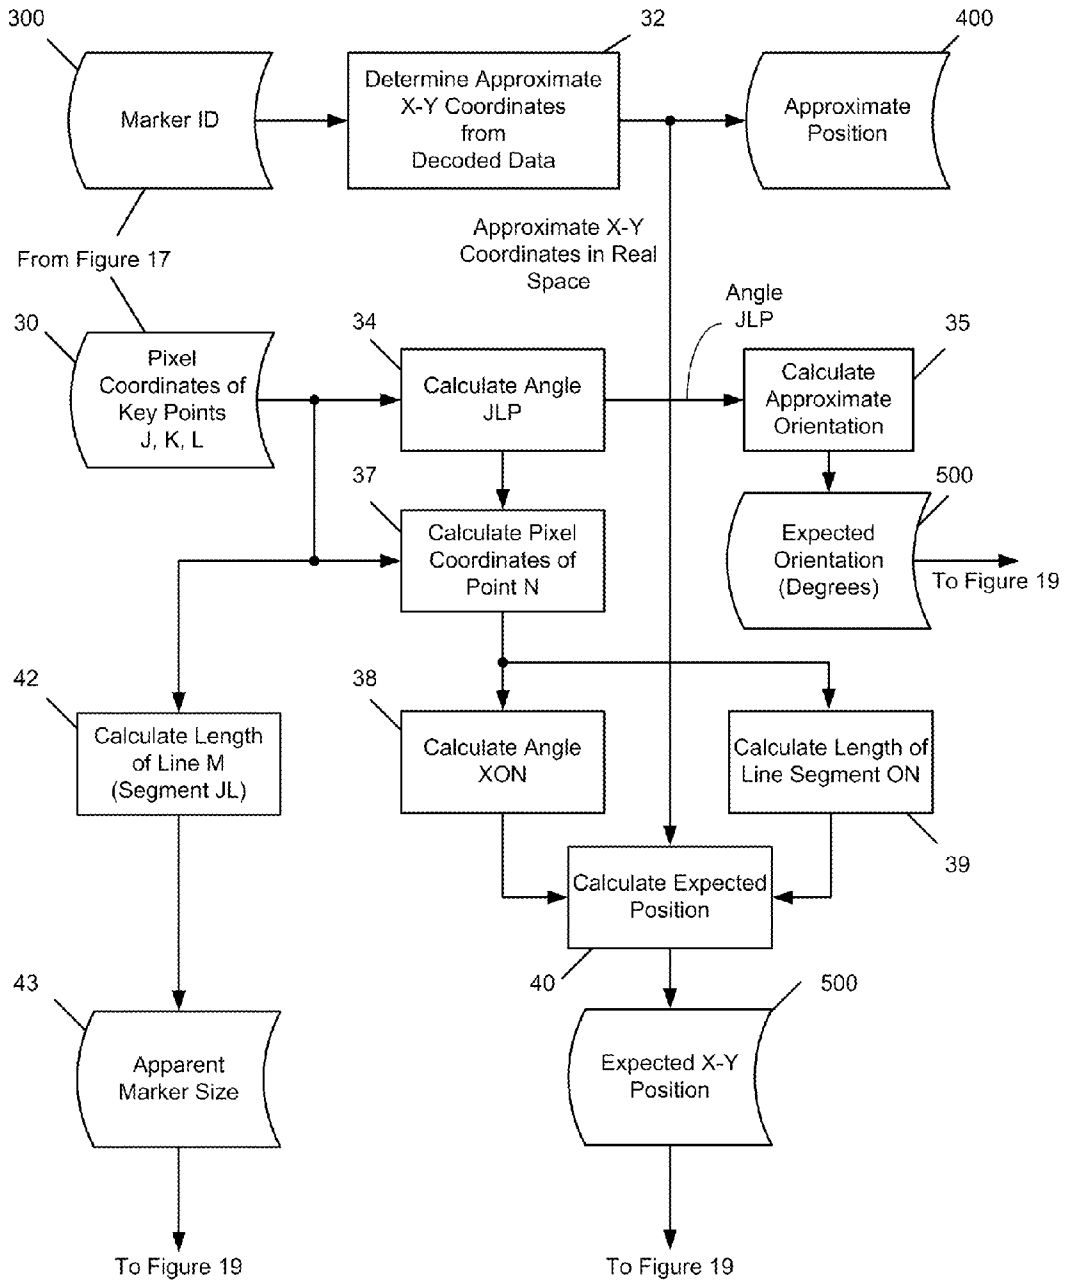 300
32
400
Marker ID
Determine Approximate
X-Y Coordinates
from
Decoded Data
Approximate
Position
From Figure 17
Approximate X-Y
Coordinates in Real
Space
Angle
JLP
30
34
35
Pixel
Coordinates of
Key Points
J, K, L
Calculate Angle
JLP
Calculate
Approximate
Orientation
37
500
Calculate Pixel
Coordinates of
Point N
Expected
Orientation
(Degrees)
To Figure 19
42
38
Calculate Length
of Line M
(Segment JL)
Calculate Angle
XON
Calculate Length of
Line Segment ON
39
Calculate Expected
Position
43
40
500
Apparent
Marker Size
Expected X-Y
Position
To Figure 19
To Figure 19